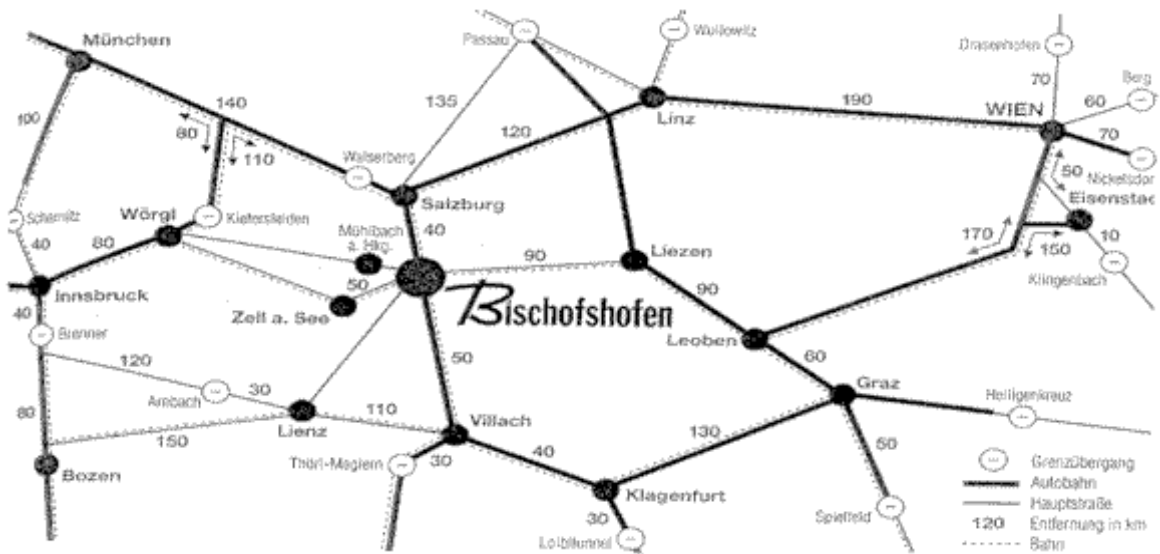 München
Passau
Wullowitz
Drasenhofen
Berg
100
140
135
80
110
120
Linz
190
WIEN
70
60
70
Walserberg
50
Nickelsdor
Scharnitz
Wörgl
Kiefersfelden
Salzburg
Eisenstad
40
80
Mühlbach
a. Hkg.
40
90
Liezen
170
150
10
Klingenbach
Innsbruck
50
40
Brenner
Zell a. See
Bischofshofen
90
Leoben
120
50
60
Graz
Heiligenkreuz
80
Arnbach
30
Lienz
110
Villach
130
150
50
Bozen
Thörl-Maglern
30
40
Klagenfurt
30
Loibltunnel
Spielfeld
Grenzübergang
Autobahn
Hauptstraße
120 Entfernung in km
Bahn